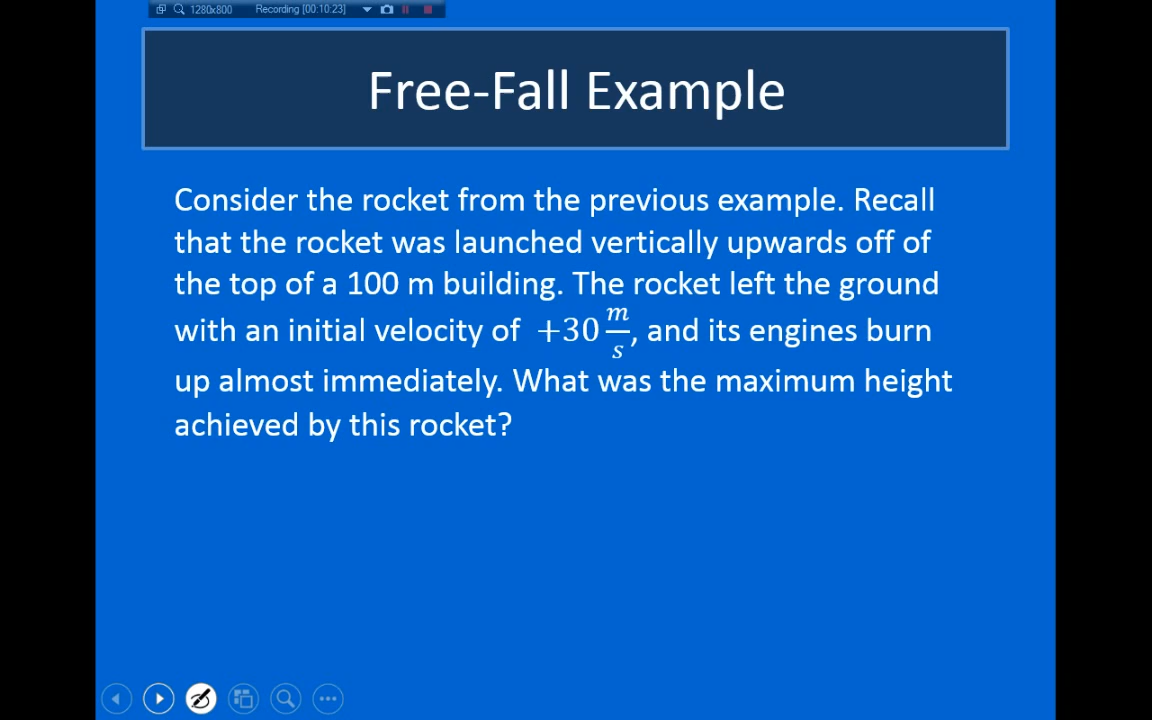 1280x800 Recording [00:10:23]
Free-Fall Example
Consider the rocket from the previous example. Recall
that the rocket was launched vertically upwards off of
the top of a 100 m building. The rocket left the ground
with an initial velocity of +30 m/s, and its engines burn
up almost immediately. What was the maximum height
achieved by this rocket?